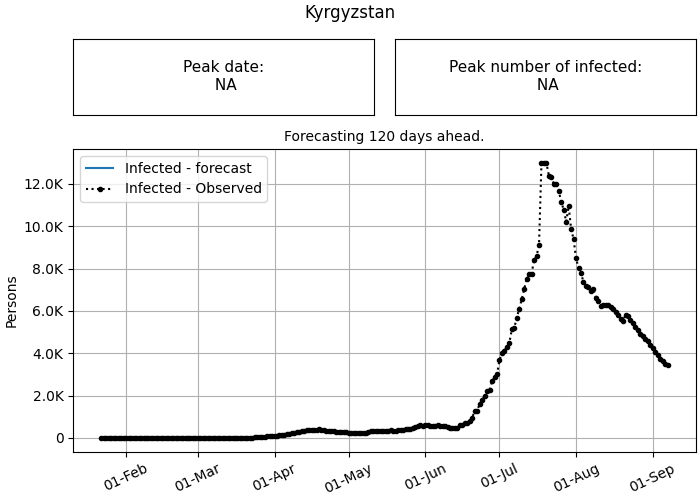 Kyrgyzstan
Peak date:
NA
Peak number of infected:
NA
Forecasting 120 days ahead.
Infected - forecast
Infected - Observed
12.0K
10.0K
8.0K
6.0K
4.0K
2.0K
0
Persons
01-Feb
01-Mar
01-Apr
01-May
01-Jun
01-Jul
01-Aug
01-Sep